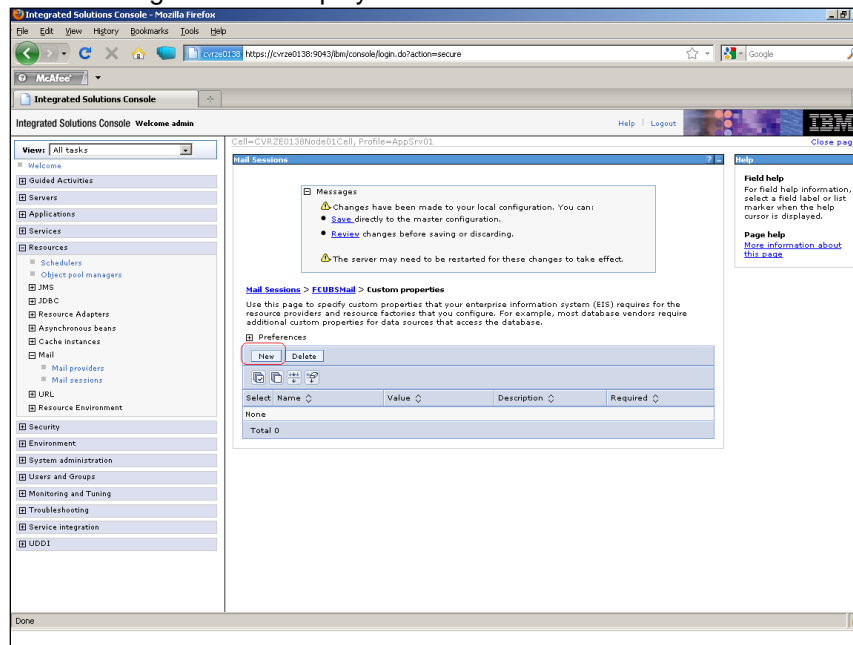 Integrated Solutions Console - Mozilla Firefox
File Edit View History Bookmarks Tools Help
cvrze0138 https://cvrze0138:9043/ibm/console/login.do?action=secure
Google
McAfee
Integrated Solutions Console
Integrated Solutions Console Welcome admin
Help Logout
IBM
View: All tasks
Welcome
Guided Activities
Servers
Applications
Services
Resources
Schedulers
Object pool managers
JMS
JDBC
Resource Adapters
Asynchronous beans
Cache instances
Mail
Mail providers
Mail sessions
URL
Resource Environment
Security
Environment
System administration
Users and Groups
Monitoring and Tuning
Troubleshooting
Service integration
UDDI
Cell=CVRZE0138Node01Cell, Profile=AppSrv01
Close pag
Mail Sessions
? -
Messages
Changes have been made to your local configuration. You can:
Save directly to the master configuration.
Review changes before saving or discarding.
The server may need to be restarted for these changes to take effect.
Mail Sessions > FCUBSMail > Custom properties
Use this page to specify custom properties that your enterprise information system (EIS) requires for the
resource providers and resource factories that you configure. For example, most database vendors require
additional custom properties for data sources that access the database.
Preferences
New Delete
Select Name Value Description Required
None
Total 0
Help
Field help
For field help information,
select a field label or list
marker when the help
cursor is displayed.
Page help
More information about
this page
Done